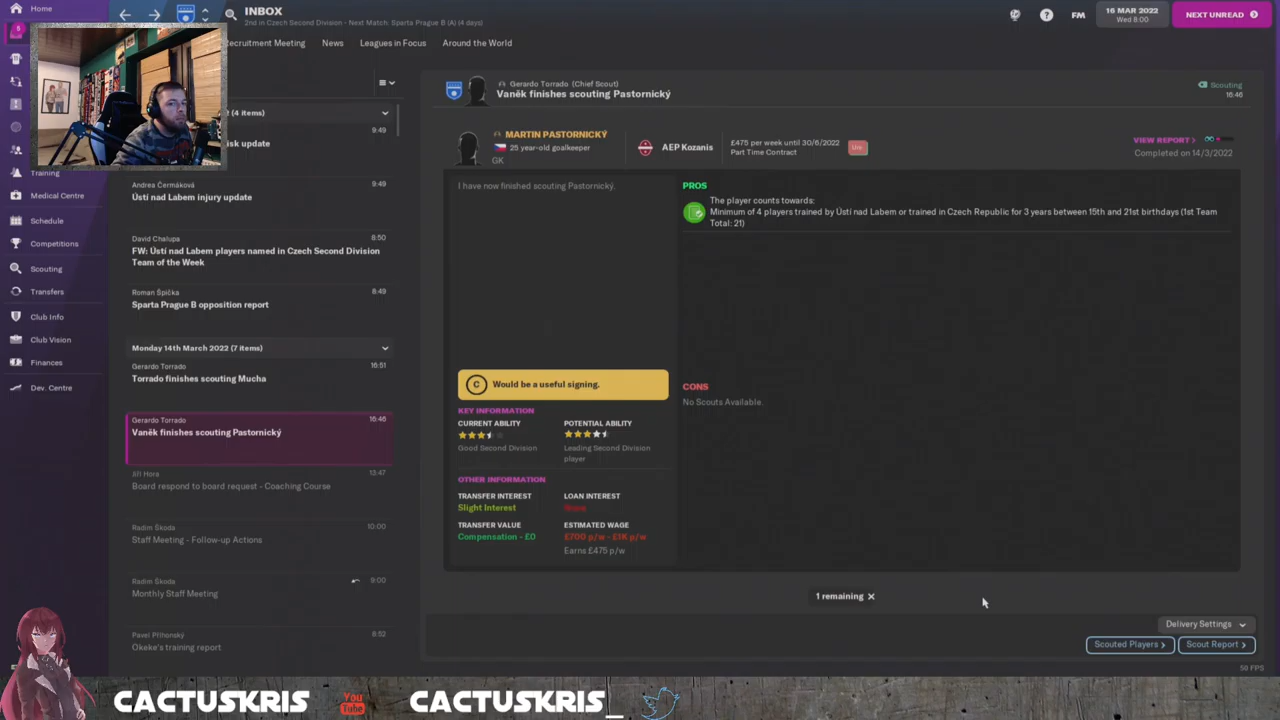 Home
INBOX
2nd in Czech Second Division - Next Match: Sparta Prague B (A) (4 days)
FM
16 MAR 2022
Wed 8:00
NEXT UNREAD
5
Recruitment Meeting
News
Leagues in Focus
Around the World
Training
Medical Centre
Schedule
Competitions
Scouting
Transfers
Club Info
Club Vision
Finances
Dev. Centre
(4 items)
9:49
isk update
Andrea Čermáková
9:49
Ústí nad Labem injury update
David Chalupa
8:50
FW: Ústí nad Labem players named in Czech Second Division
Team of the Week
Roman Špička
8:49
Sparta Prague B opposition report
Monday 14th March 2022 (7 items)
Gerardo Torrado
16:51
Torrado finishes scouting Mucha
Gerardo Torrado
16:46
Vaněk finishes scouting Pastornický
Jiří Hora
13:47
Board respond to board request - Coaching Course
Radim Škoda
10:00
Staff Meeting - Follow-up Actions
Radim Škoda
9:00
Monthly Staff Meeting
Pavel Příhonský
8:52
Okeke's training report
Gerardo Torrado (Chief Scout)
Vaněk finishes scouting Pastornický
Scouting
16:46
MARTIN PASTORNICKÝ
25 year-old goalkeeper
GK
AEP Kozanis
£475 per week until 30/6/2022
Part Time Contract
VIEW REPORT >
Completed on 14/3/2022
I have now finished scouting Pastornický.
PROS
The player counts towards:
Minimum of 4 players trained by Ústí nad Labem or trained in Czech Republic for 3 years between 15th and 21st birthdays (1st Team
Total: 21)
C Would be a useful signing.
CONS
No Scouts Available.
KEY INFORMATION
CURRENT ABILITY
POTENTIAL ABILITY
Good Second Division
Leading Second Division
player
OTHER INFORMATION
TRANSFER INTEREST
LOAN INTEREST
Slight Interest
None
TRANSFER VALUE
ESTIMATED WAGE
Compensation - £0
£700 p/w - £1K p/w
Earns £475 p/w
1 remaining ×
Delivery Settings
Scouted Players >
Scout Report >
50 FPS
CACTUSKRIS
You
Tube
CACTUSKRIS_